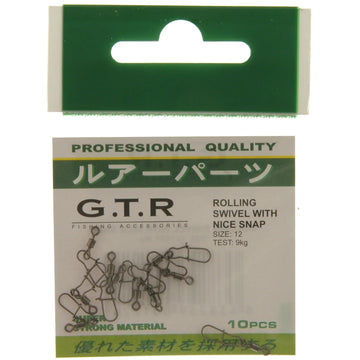 PROFESSIONAL QUALITY
ルアーパーツ
G.T.R
FISHING ACCESSORIES
ROLLING
SWIVEL WITH
NICE SNAP
SIZE: 12
TEST: 9kg
SUPER
STRONG MATERIAL
10PCS
優れた素材を採用する